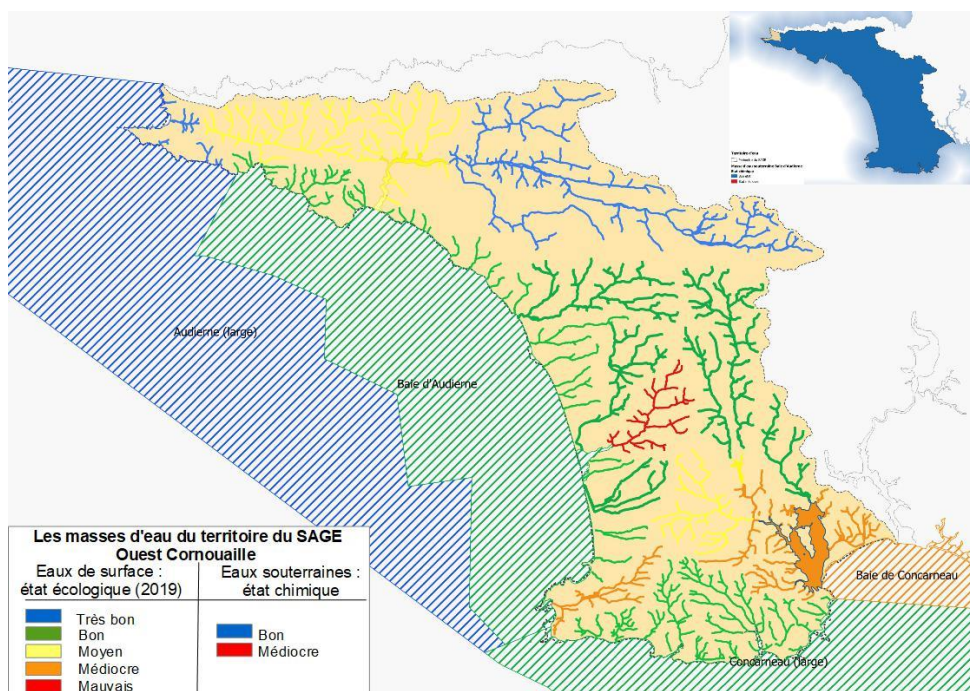 Audierne (large)
Baie d'Audierne
Baie de Concarneau
Concarneau (large)
Les masses d'eau du territoire du SAGE
Ouest Cornouaille
Eaux de surface :
état écologique (2019)
Très bon
Bon
Moyen
Médiocre
Mauvais
Eaux souterraines :
état chimique
Bon
Médiocre